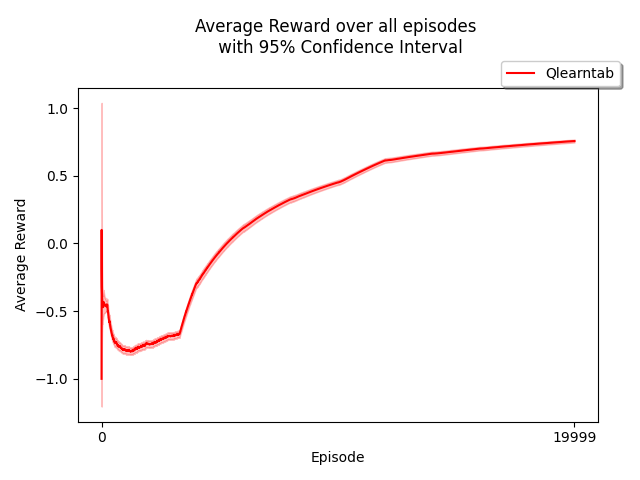 Average Reward over all episodes
with 95% Confidence Interval
Qlearntab
1.0
0.5
0.0
−0.5
−1.0
Average Reward
0
19999
Episode